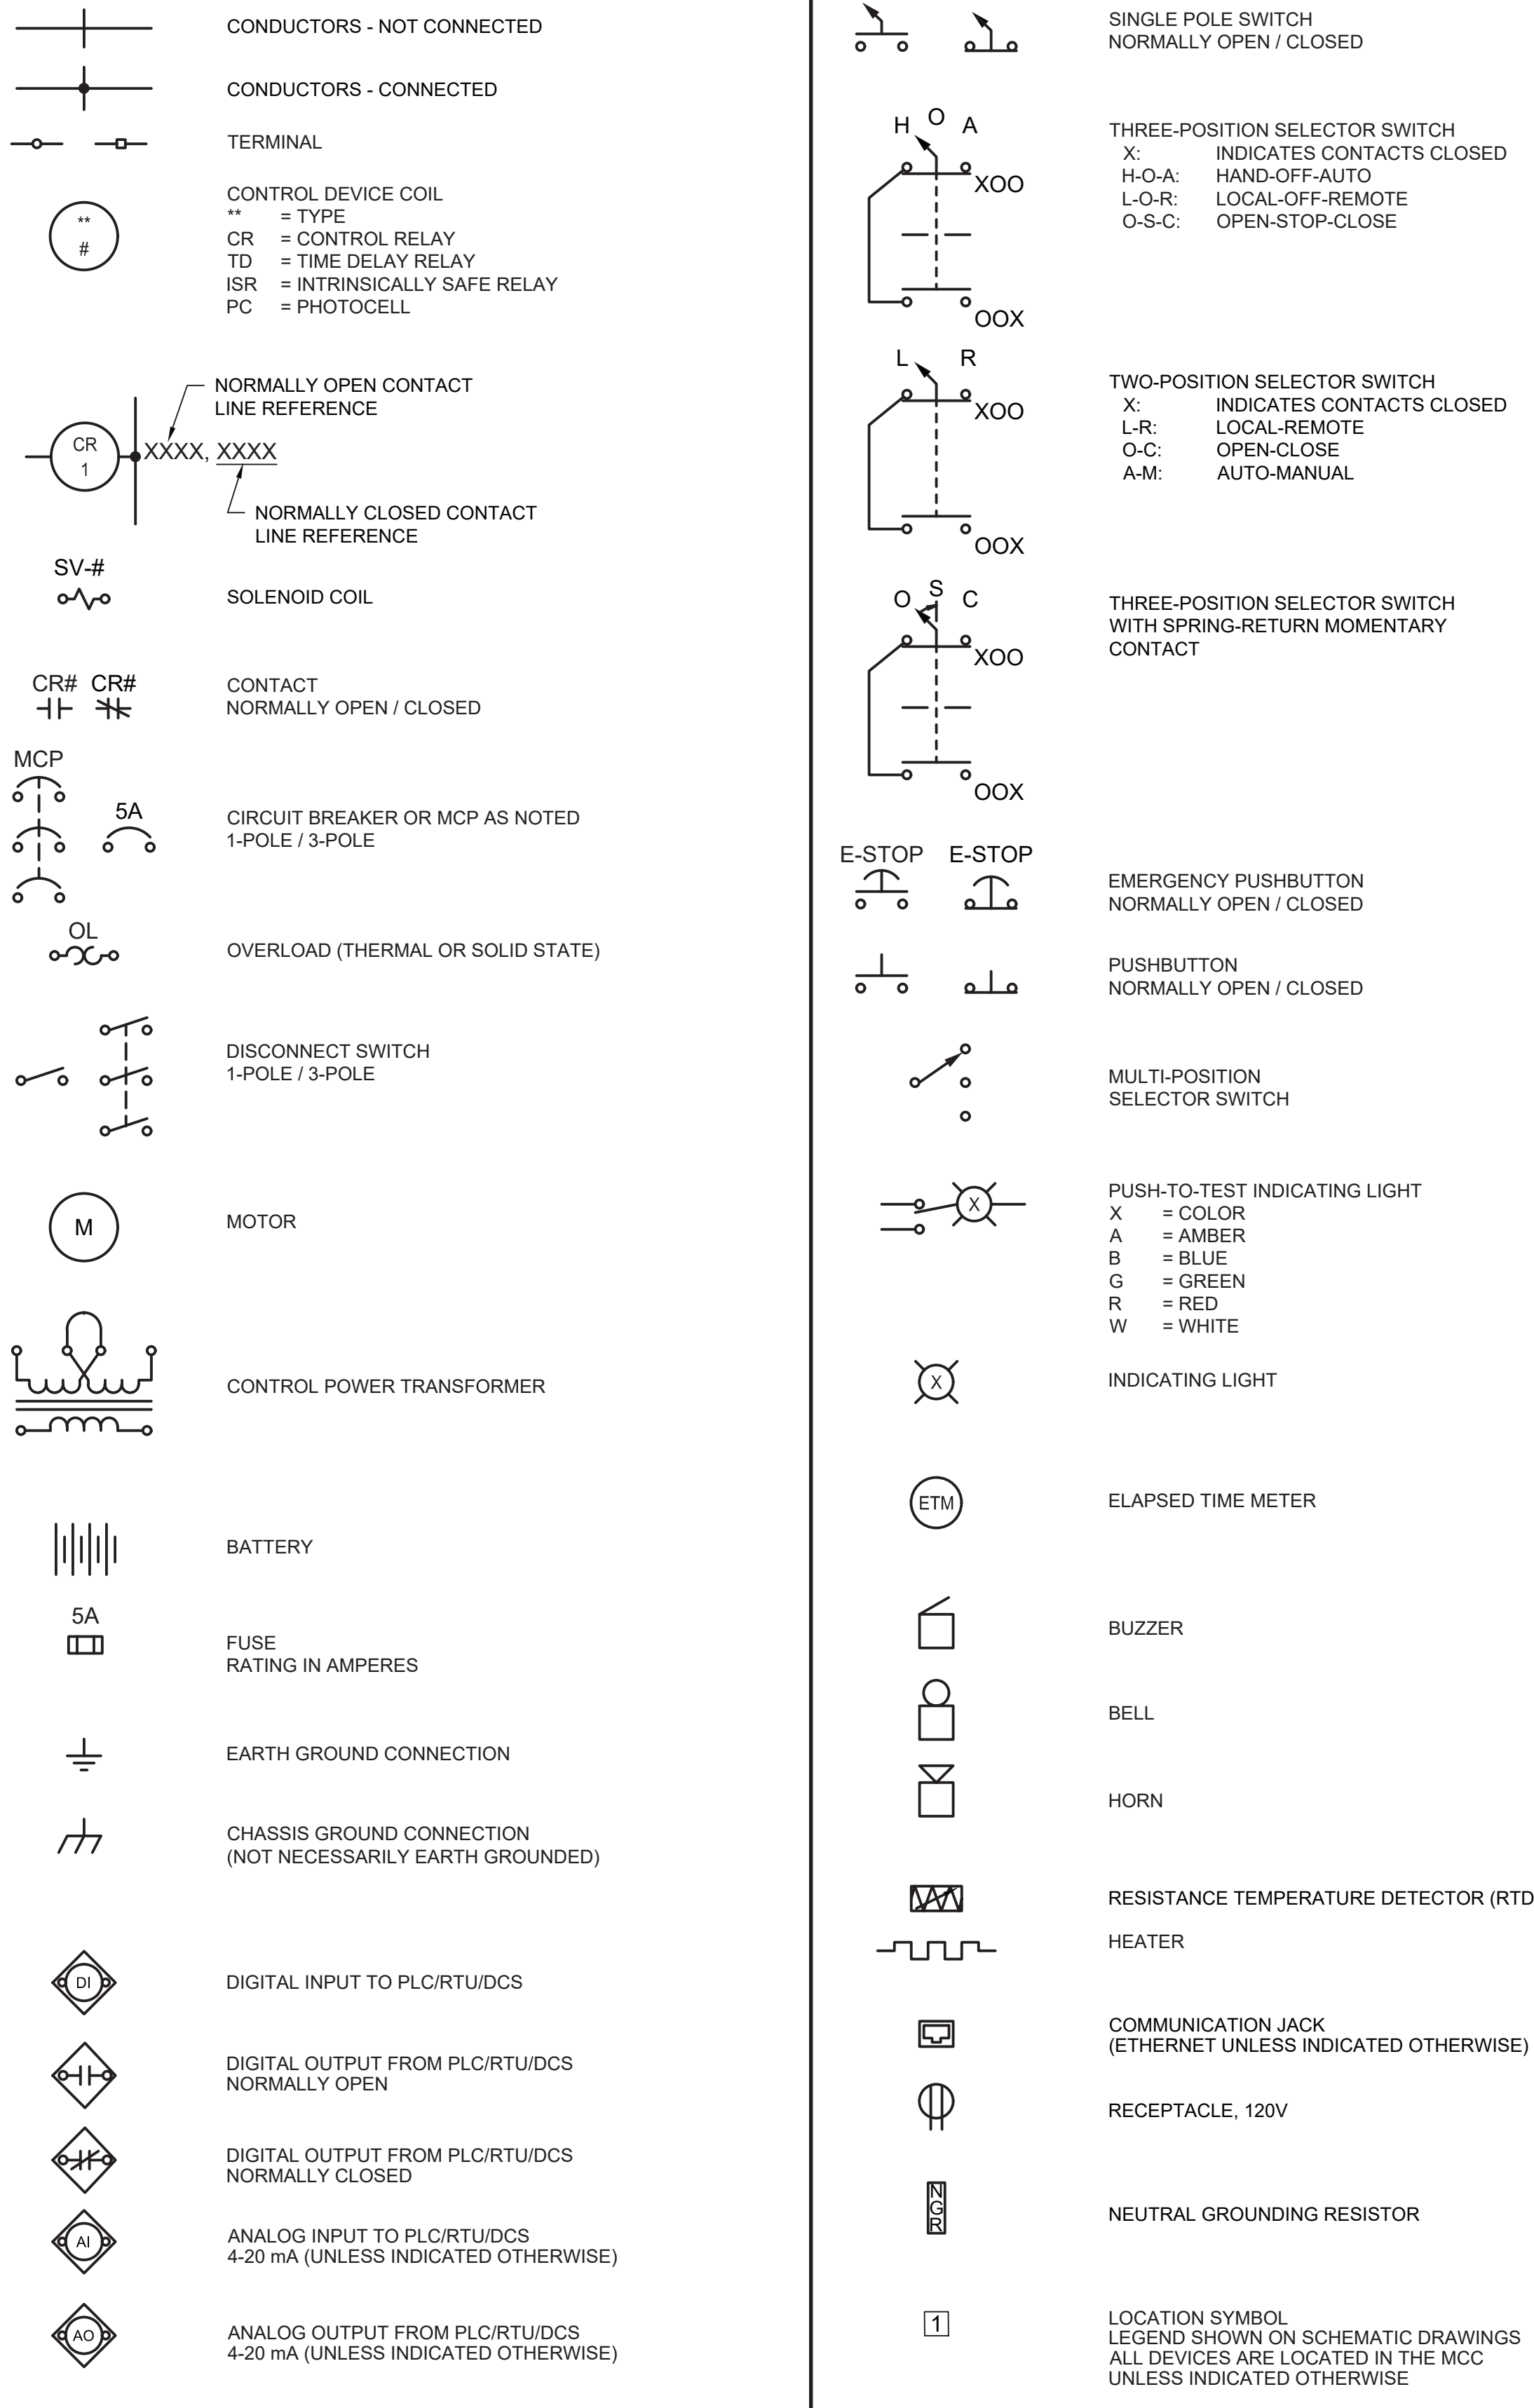 CONDUCTORS - NOT CONNECTED
CONDUCTORS - CONNECTED
TERMINAL
**
#
CONTROL DEVICE COIL
** = TYPE
CR = CONTROL RELAY
TD = TIME DELAY RELAY
ISR = INTRINSICALLY SAFE RELAY
PC = PHOTOCELL
NORMALLY OPEN CONTACT
LINE REFERENCE
CR
1
XXXX, XXXX
NORMALLY CLOSED CONTACT
LINE REFERENCE
SV-#
SOLENOID COIL
CR# CR#
CONTACT
NORMALLY OPEN / CLOSED
MCP
5A
CIRCUIT BREAKER OR MCP AS NOTED
1-POLE / 3-POLE
OL
OVERLOAD (THERMAL OR SOLID STATE)
DISCONNECT SWITCH
1-POLE / 3-POLE
M
MOTOR
CONTROL POWER TRANSFORMER
BATTERY
5A
FUSE
RATING IN AMPERES
EARTH GROUND CONNECTION
CHASSIS GROUND CONNECTION
(NOT NECESSARILY EARTH GROUNDED)
DI
DIGITAL INPUT TO PLC/RTU/DCS
DIGITAL OUTPUT FROM PLC/RTU/DCS
NORMALLY OPEN
DIGITAL OUTPUT FROM PLC/RTU/DCS
NORMALLY CLOSED
AI
ANALOG INPUT TO PLC/RTU/DCS
4-20 mA (UNLESS INDICATED OTHERWISE)
AO
ANALOG OUTPUT FROM PLC/RTU/DCS
4-20 mA (UNLESS INDICATED OTHERWISE)
SINGLE POLE SWITCH
NORMALLY OPEN / CLOSED
H O A
XOO
OOX
THREE-POSITION SELECTOR SWITCH
X: INDICATES CONTACTS CLOSED
H-O-A: HAND-OFF-AUTO
L-O-R: LOCAL-OFF-REMOTE
O-S-C: OPEN-STOP-CLOSE
L R
XOO
OOX
TWO-POSITION SELECTOR SWITCH
X: INDICATES CONTACTS CLOSED
L-R: LOCAL-REMOTE
O-C: OPEN-CLOSE
A-M: AUTO-MANUAL
O S C
XOO
OOX
THREE-POSITION SELECTOR SWITCH
WITH SPRING-RETURN MOMENTARY
CONTACT
E-STOP E-STOP
EMERGENCY PUSHBUTTON
NORMALLY OPEN / CLOSED
PUSHBUTTON
NORMALLY OPEN / CLOSED
MULTI-POSITION
SELECTOR SWITCH
X
PUSH-TO-TEST INDICATING LIGHT
X = COLOR
A = AMBER
B = BLUE
G = GREEN
R = RED
W = WHITE
X
INDICATING LIGHT
ETM
ELAPSED TIME METER
BUZZER
BELL
HORN
RESISTANCE TEMPERATURE DETECTOR (RTD
HEATER
COMMUNICATION JACK
(ETHERNET UNLESS INDICATED OTHERWISE)
RECEPTACLE, 120V
N
G
R
NEUTRAL GROUNDING RESISTOR
1
LOCATION SYMBOL
LEGEND SHOWN ON SCHEMATIC DRAWINGS
ALL DEVICES ARE LOCATED IN THE MCC
UNLESS INDICATED OTHERWISE